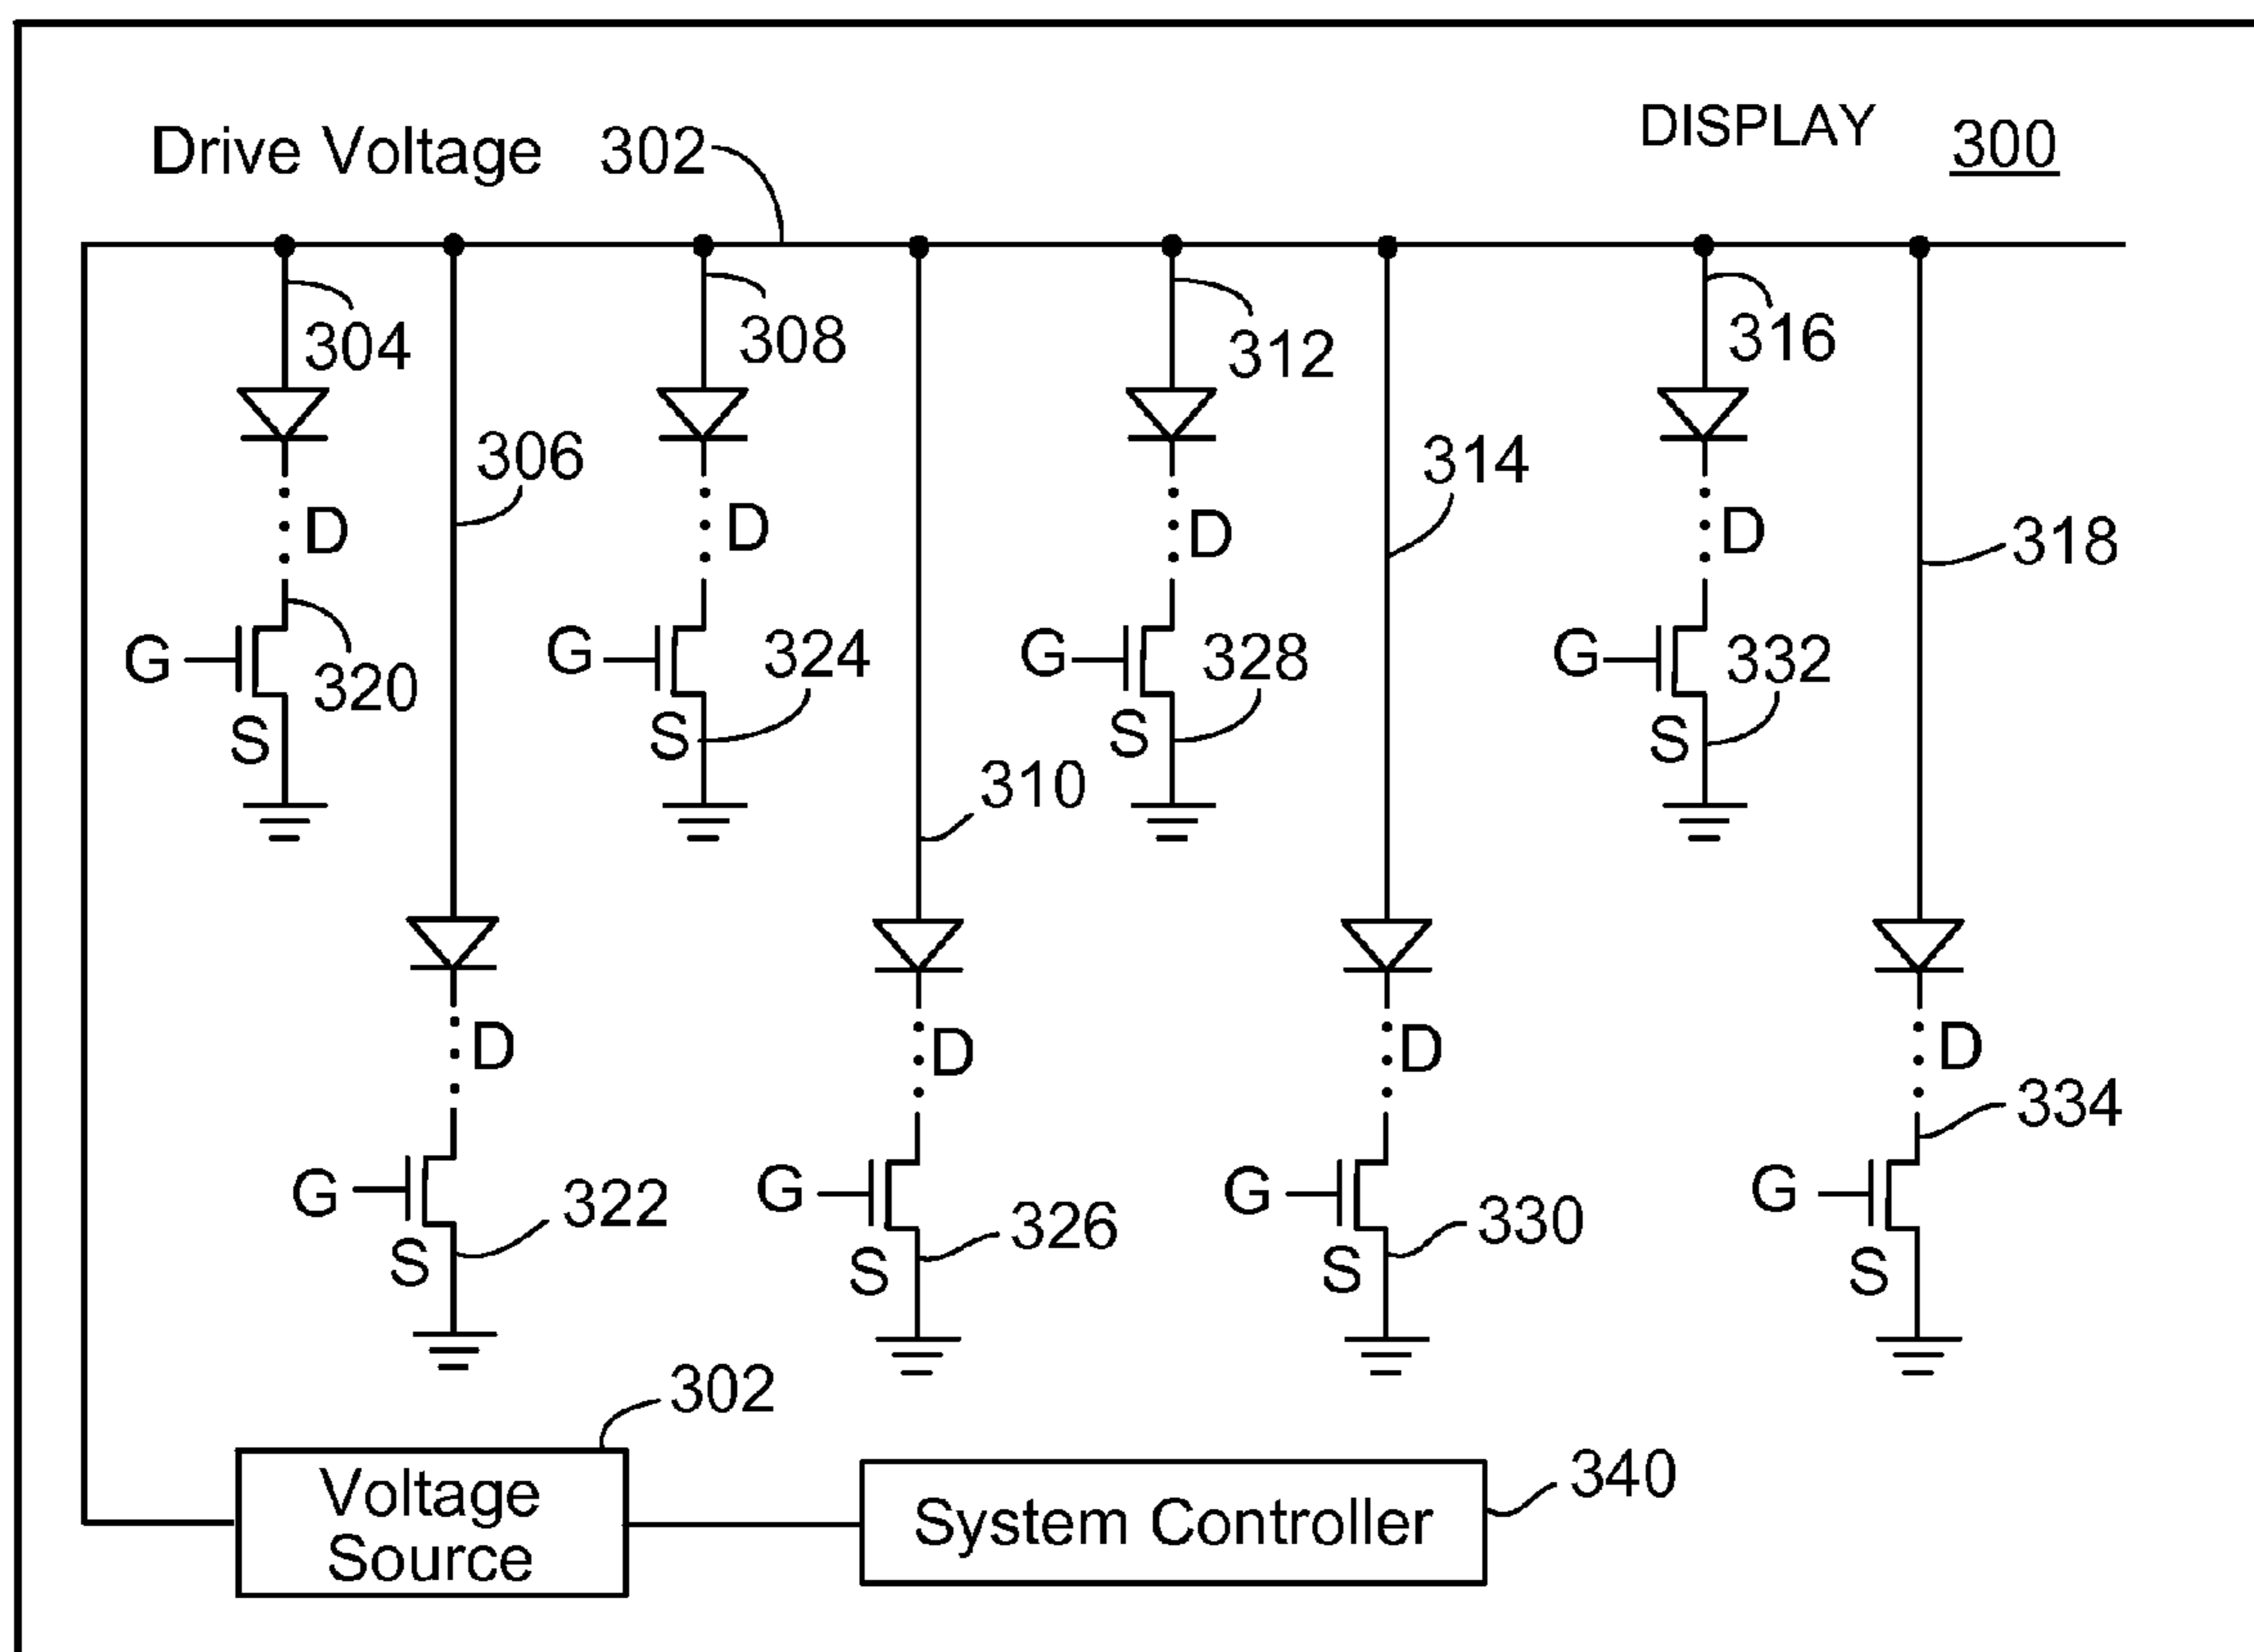 DISPLAY 300
Drive Voltage 302
304
308
312
316
306
314
318
D
D
D
D
G
320
G
324
G
328
G
332
S
S
S
S
310
D
D
D
D
334
G
322
G
326
G
330
G
S
S
S
S
302
Voltage
Source
System Controller
340